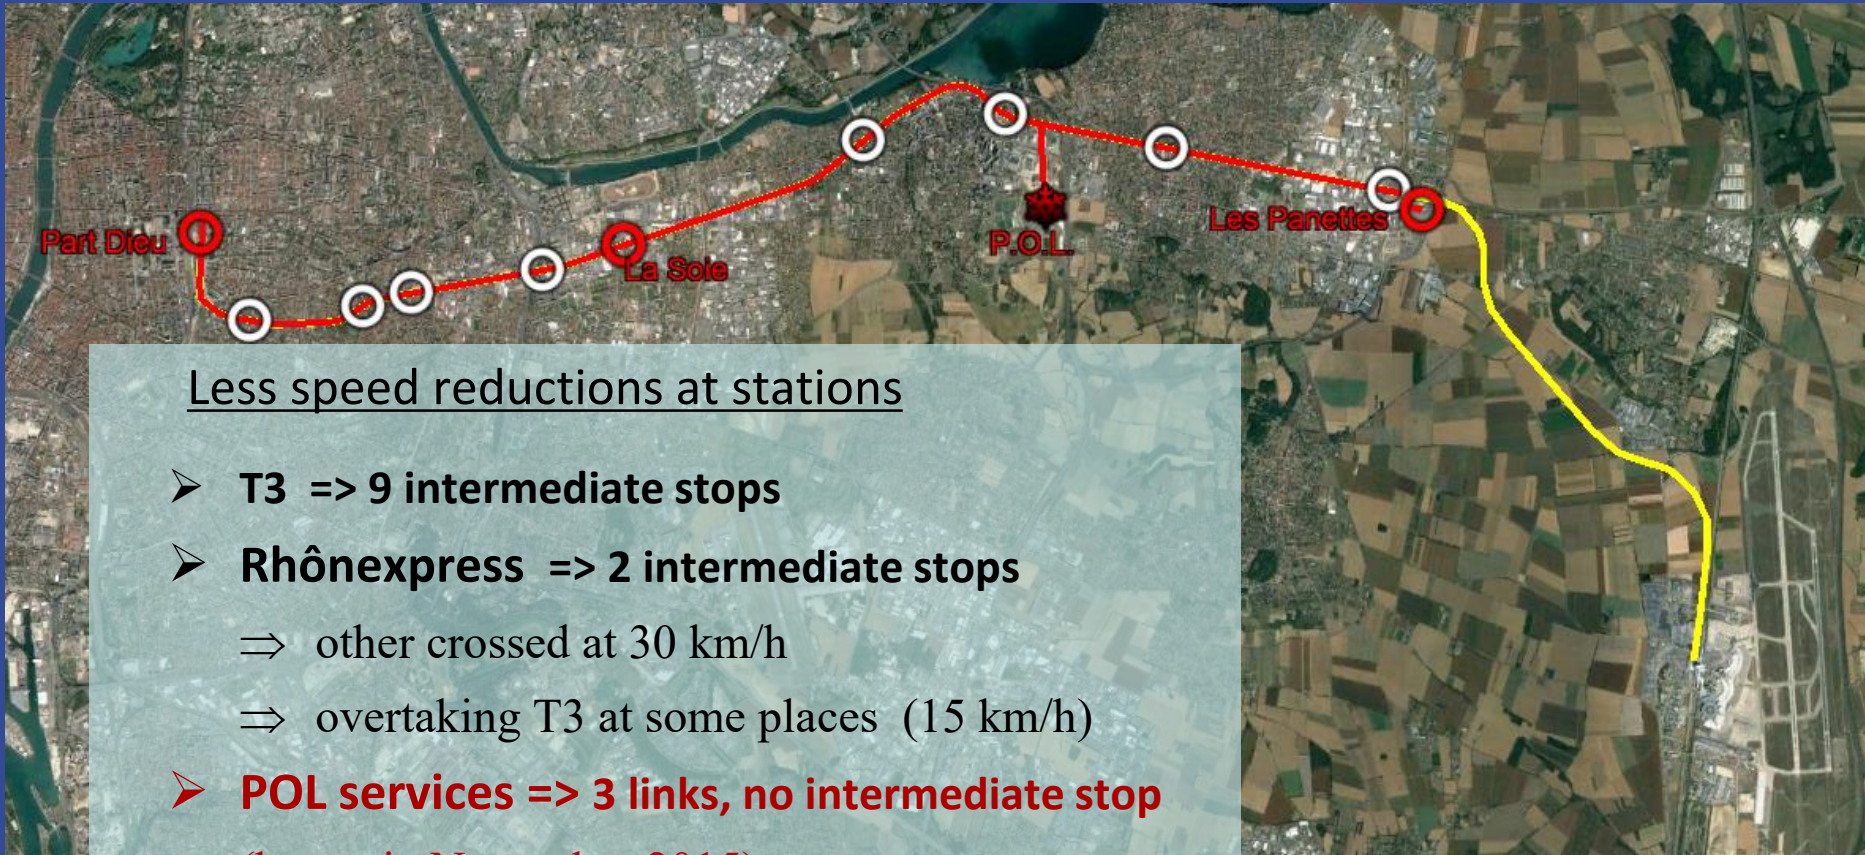 Part Dieu
La Soie
P.O.L.
Les Panettes
Less speed reductions at stations
➢ T3 => 9 intermediate stops
➢ Rhônexpress => 2 intermediate stops
⇒ other crossed at 30 km/h
⇒ overtaking T3 at some places (15 km/h)
➢ POL services => 3 links, no intermediate stop